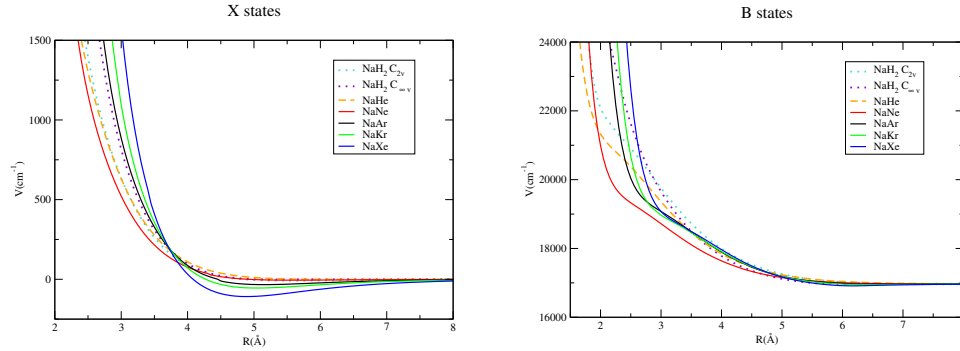 X states
1500
1000
500
0
V(cm⁻¹)
2 3 4 5 6 7 8
R(Å)
NaH₂ C₂ᵥ
NaH₂ C∞ᵥ
NaHe
NaNe
NaAr
NaKr
NaXe
B states
24000
22000
20000
18000
16000
V(cm⁻¹)
2 3 4 5 6 7
R(Å)
NaH₂ C₂ᵥ
NaH₂ C∞ᵥ
NaHe
NaNe
NaAr
NaKr
NaXe